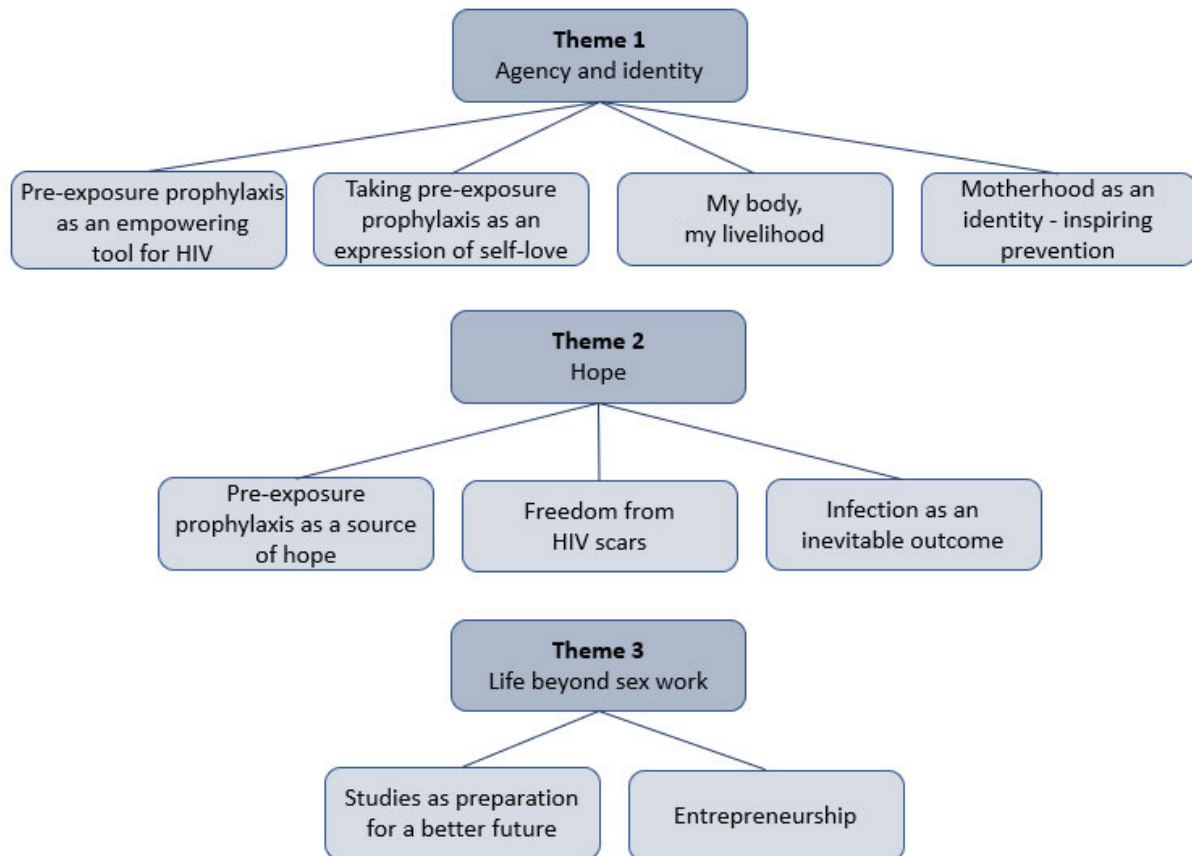 Theme 1
Agency and identity
Pre-exposure prophylaxis
as an empowering
tool for HIV
Taking pre-exposure
prophylaxis as an
expression of self-love
My body,
my livelihood
Motherhood as an
identity - inspiring
prevention
Theme 2
Hope
Pre-exposure
prophylaxis as a source
of hope
Freedom from
HIV scars
Infection as an
inevitable outcome
Theme 3
Life beyond sex work
Studies as preparation
for a better future
Entrepreneurship